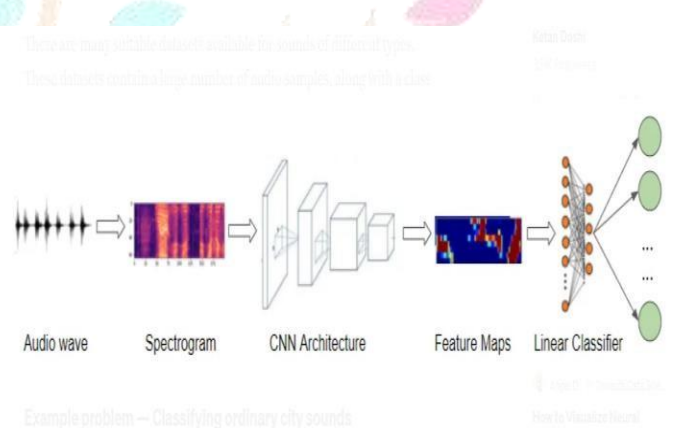 There are many suitable datasets available for sounds of different types.
These datasets contain a large number of audio samples, along with a class
Audio wave Spectrogram CNN Architecture Feature Maps Linear Classifier
...
...
Example problem — Classifying ordinary city sounds
How to Visualize Neural